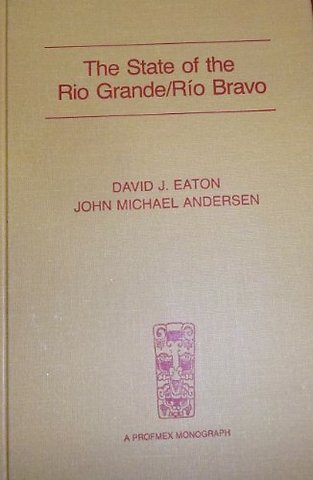 The State of the
Rio Grande/Río Bravo
DAVID J. EATON
JOHN MICHAEL ANDERSEN
A PROFMEX MONOGRAPH